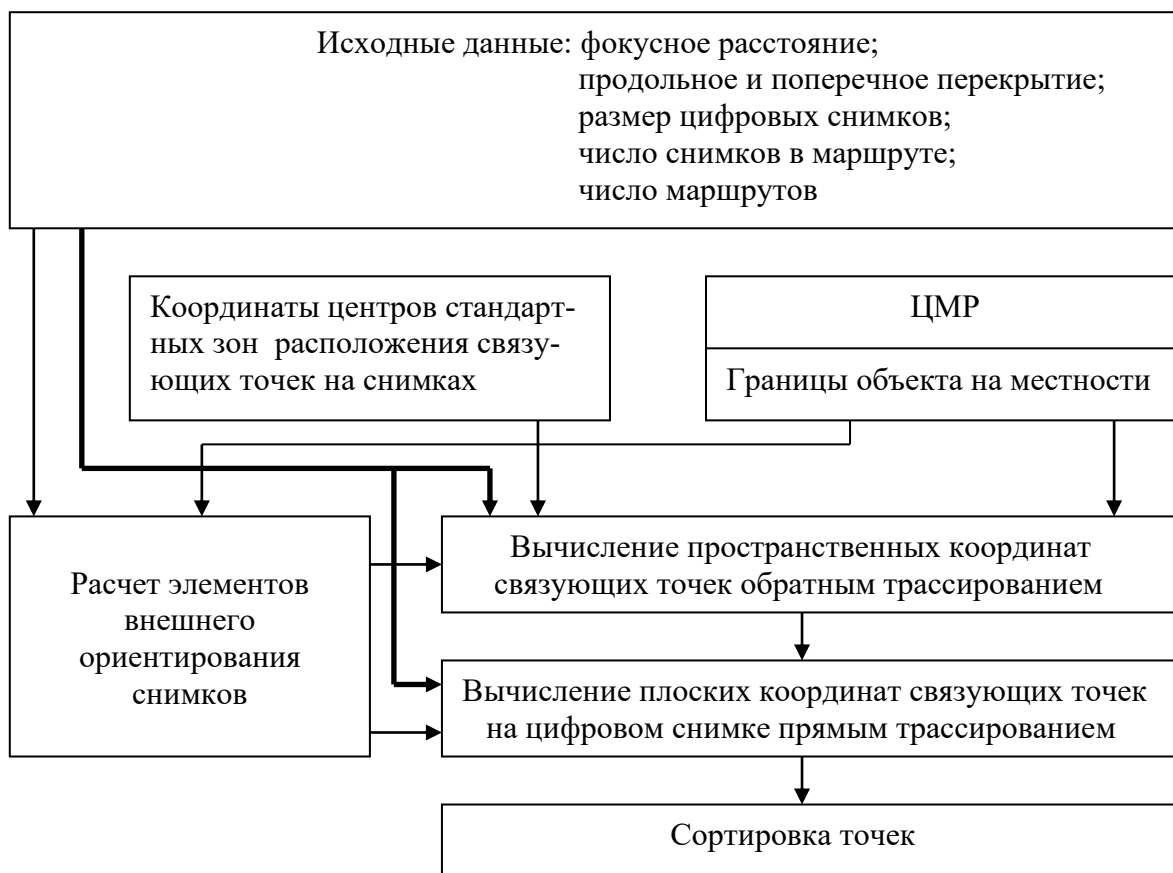 Исходные данные: фокусное расстояние;
продольное и поперечное перекрытие;
размер цифровых снимков;
число снимков в маршруте;
число маршрутов
Координаты центров стандарт-
ных зон расположения связу-
ющих точек на снимках
ЦМР
Границы объекта на местности
Расчет элементов
внешнего
ориентирования
снимков
Вычисление пространственных координат
связующих точек обратным трассированием
Вычисление плоских координат связующих точек
на цифровом снимке прямым трассированием
Сортировка точек